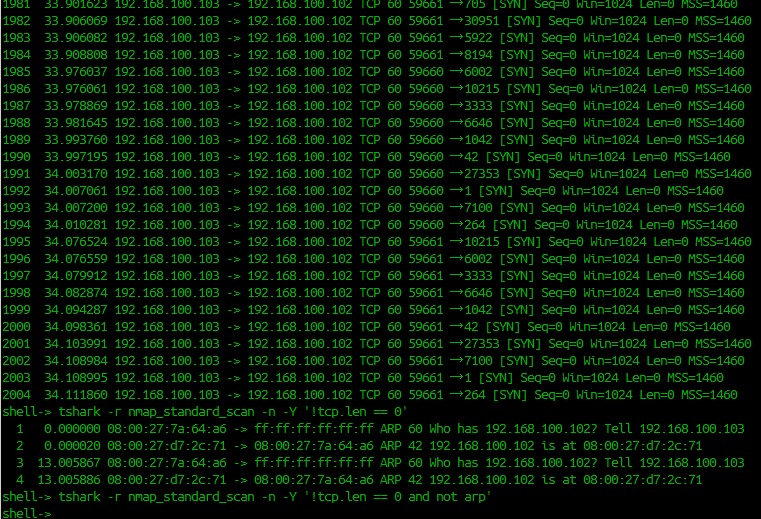 1981 33.901623 192.168.100.103 -> 192.168.100.102 TCP 60 59661 →705 [SYN] Seq=0 Win=1024 Len=0 MSS=1460
1982 33.906069 192.168.100.103 -> 192.168.100.102 TCP 60 59661 →30951 [SYN] Seq=0 Win=1024 Len=0 MSS=1460
1983 33.906082 192.168.100.103 -> 192.168.100.102 TCP 60 59661 →5922 [SYN] Seq=0 Win=1024 Len=0 MSS=1460
1984 33.908808 192.168.100.103 -> 192.168.100.102 TCP 60 59661 →8194 [SYN] Seq=0 Win=1024 Len=0 MSS=1460
1985 33.976037 192.168.100.103 -> 192.168.100.102 TCP 60 59660 →6002 [SYN] Seq=0 Win=1024 Len=0 MSS=1460
1986 33.976061 192.168.100.103 -> 192.168.100.102 TCP 60 59660 →10215 [SYN] Seq=0 Win=1024 Len=0 MSS=1460
1987 33.978869 192.168.100.103 -> 192.168.100.102 TCP 60 59660 →3333 [SYN] Seq=0 Win=1024 Len=0 MSS=1460
1988 33.981645 192.168.100.103 -> 192.168.100.102 TCP 60 59660 →6646 [SYN] Seq=0 Win=1024 Len=0 MSS=1460
1989 33.993760 192.168.100.103 -> 192.168.100.102 TCP 60 59660 →1042 [SYN] Seq=0 Win=1024 Len=0 MSS=1460
1990 33.997195 192.168.100.103 -> 192.168.100.102 TCP 60 59660 →42 [SYN] Seq=0 Win=1024 Len=0 MSS=1460
1991 34.003170 192.168.100.103 -> 192.168.100.102 TCP 60 59660 →27353 [SYN] Seq=0 Win=1024 Len=0 MSS=1460
1992 34.007061 192.168.100.103 -> 192.168.100.102 TCP 60 59660 →1 [SYN] Seq=0 Win=1024 Len=0 MSS=1460
1993 34.007200 192.168.100.103 -> 192.168.100.102 TCP 60 59660 →7100 [SYN] Seq=0 Win=1024 Len=0 MSS=1460
1994 34.010281 192.168.100.103 -> 192.168.100.102 TCP 60 59660 →264 [SYN] Seq=0 Win=1024 Len=0 MSS=1460
1995 34.076524 192.168.100.103 -> 192.168.100.102 TCP 60 59661 →10215 [SYN] Seq=0 Win=1024 Len=0 MSS=1460
1996 34.076559 192.168.100.103 -> 192.168.100.102 TCP 60 59661 →6002 [SYN] Seq=0 Win=1024 Len=0 MSS=1460
1997 34.079912 192.168.100.103 -> 192.168.100.102 TCP 60 59661 →3333 [SYN] Seq=0 Win=1024 Len=0 MSS=1460
1998 34.082874 192.168.100.103 -> 192.168.100.102 TCP 60 59661 →6646 [SYN] Seq=0 Win=1024 Len=0 MSS=1460
1999 34.094287 192.168.100.103 -> 192.168.100.102 TCP 60 59661 →1042 [SYN] Seq=0 Win=1024 Len=0 MSS=1460
2000 34.098361 192.168.100.103 -> 192.168.100.102 TCP 60 59661 →42 [SYN] Seq=0 Win=1024 Len=0 MSS=1460
2001 34.103991 192.168.100.103 -> 192.168.100.102 TCP 60 59661 →27353 [SYN] Seq=0 Win=1024 Len=0 MSS=1460
2002 34.108984 192.168.100.103 -> 192.168.100.102 TCP 60 59661 →7100 [SYN] Seq=0 Win=1024 Len=0 MSS=1460
2003 34.108995 192.168.100.103 -> 192.168.100.102 TCP 60 59661 →1 [SYN] Seq=0 Win=1024 Len=0 MSS=1460
2004 34.111860 192.168.100.103 -> 192.168.100.102 TCP 60 59661 →264 [SYN] Seq=0 Win=1024 Len=0 MSS=1460
shell-> tshark -r nmap_standard_scan -n -Y '!tcp.len == 0'
1 0.000000 08:00:27:7a:64:a6 -> ff:ff:ff:ff:ff:ff ARP 60 Who has 192.168.100.102? Tell 192.168.100.103
2 0.000020 08:00:27:d7:2c:71 -> 08:00:27:7a:64:a6 ARP 42 192.168.100.102 is at 08:00:27:d7:2c:71
3 13.005867 08:00:27:7a:64:a6 -> ff:ff:ff:ff:ff:ff ARP 60 Who has 192.168.100.102? Tell 192.168.100.103
4 13.005886 08:00:27:d7:2c:71 -> 08:00:27:7a:64:a6 ARP 42 192.168.100.102 is at 08:00:27:d7:2c:71
shell-> tshark -r nmap_standard_scan -n -Y '!tcp.len == 0 and not arp'
shell->